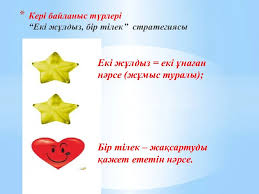 * Кері байланыс түрлері
“Екі жұлдыз, бір тілек” стратегиясы
Екі жұлдыз = екі ұнаған
нәрсе (жұмыс туралы);
Бір тілек – жақсартуды
қажет ететін нәрсе.